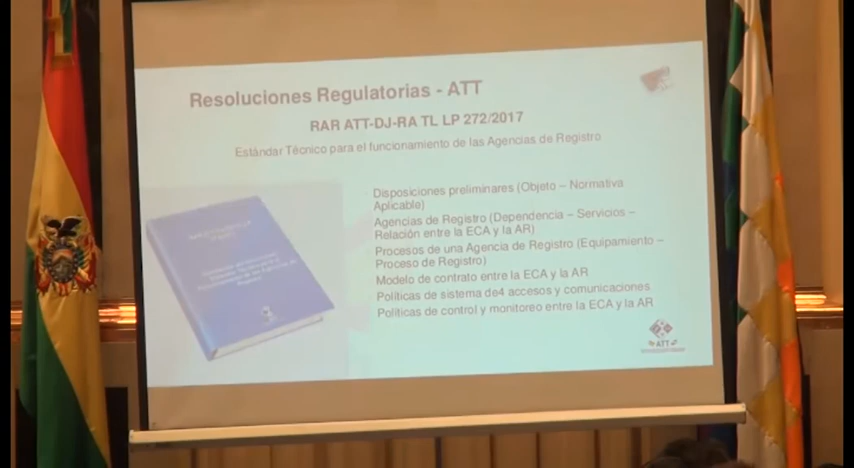 Resoluciones Regulatorias - ATT
RAR ATT-DJ-RA TL LP 272/2017
Estándar Técnico para el funcionamiento de las Agencias de Registro
Disposiciones preliminares (Objeto – Normativa
Aplicable)
Agencias de Registro (Dependencia – Servicios –
Relación entre la ECA y la AR)
Procesos de una Agencia de Registro (Equipamiento –
Proceso de Registro)
Modelo de contrato entre la ECA y la AR
Políticas de sistema de4 accesos y comunicaciones
Políticas de control y monitoreo entre la ECA y la AR
ATT